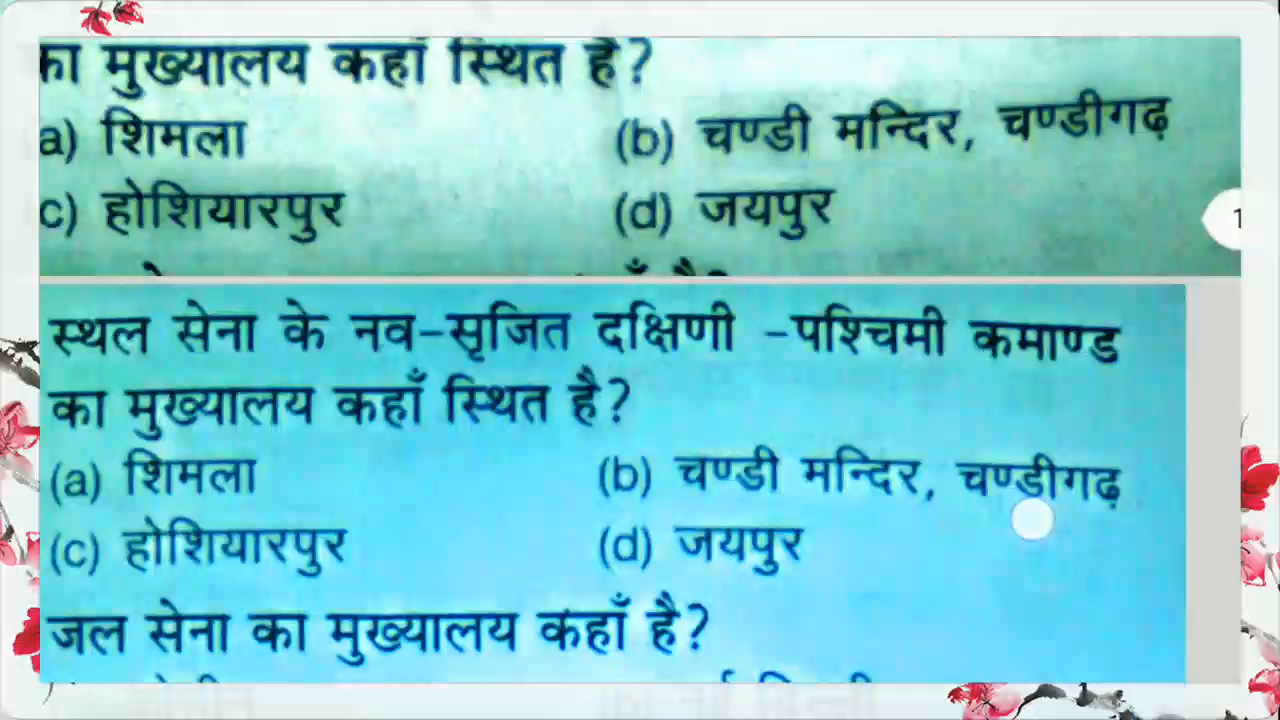 का मुख्यालय कहाँ स्थित है?
a) शिमला (b) चण्डी मन्दिर, चण्डीगढ़
c) होशियारपुर (d) जयपुर
1
स्थल सेना के नव-सृजित दक्षिणी -पश्चिमी कमाण्ड
का मुख्यालय कहाँ स्थित है?
(a) शिमला (b) चण्डी मन्दिर, चण्डीगढ़
(c) होशियारपुर (d) जयपुर
जल सेना का मुख्यालय कहाँ है?